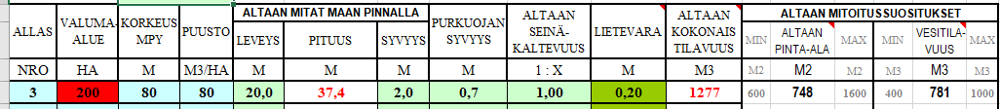 ALLAS VALUMA-ALUE KORKEUS MPY PUUSTO ALTAAN MITAT MAAN PINNALLA PURKUOJAN SYVYYS ALTAAN SEINÄ-KALTEVUUS LIETEVARA ALTAAN KOKONAIS TILAVUUS ALTAAN MITOITUSSUOSITUKSET
LEVEYS PITUUS SYVYYS MIN ALTAAN PINTA-ALA MAX MIN VESITILA-VUUS MAX
NRO HA M M3/HA M M M M 1 : X M M3 M2 M2 M2 M3 M3 M3
3 200 80 80 20,0 37,4 2,0 0,7 1,00 0,20 1277 600 748 1600 400 781 1000